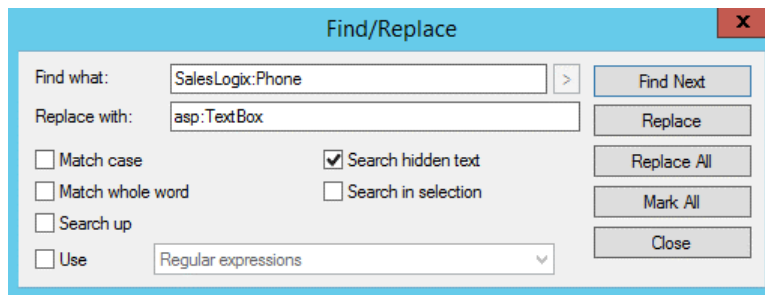 Find/Replace
x
Find what: SalesLogix:Phone > Find Next
Replace with: asp:TextBox Replace
Match case Search hidden text Replace All
Match whole word Search in selection Mark All
Search up
Use Regular expressions Close